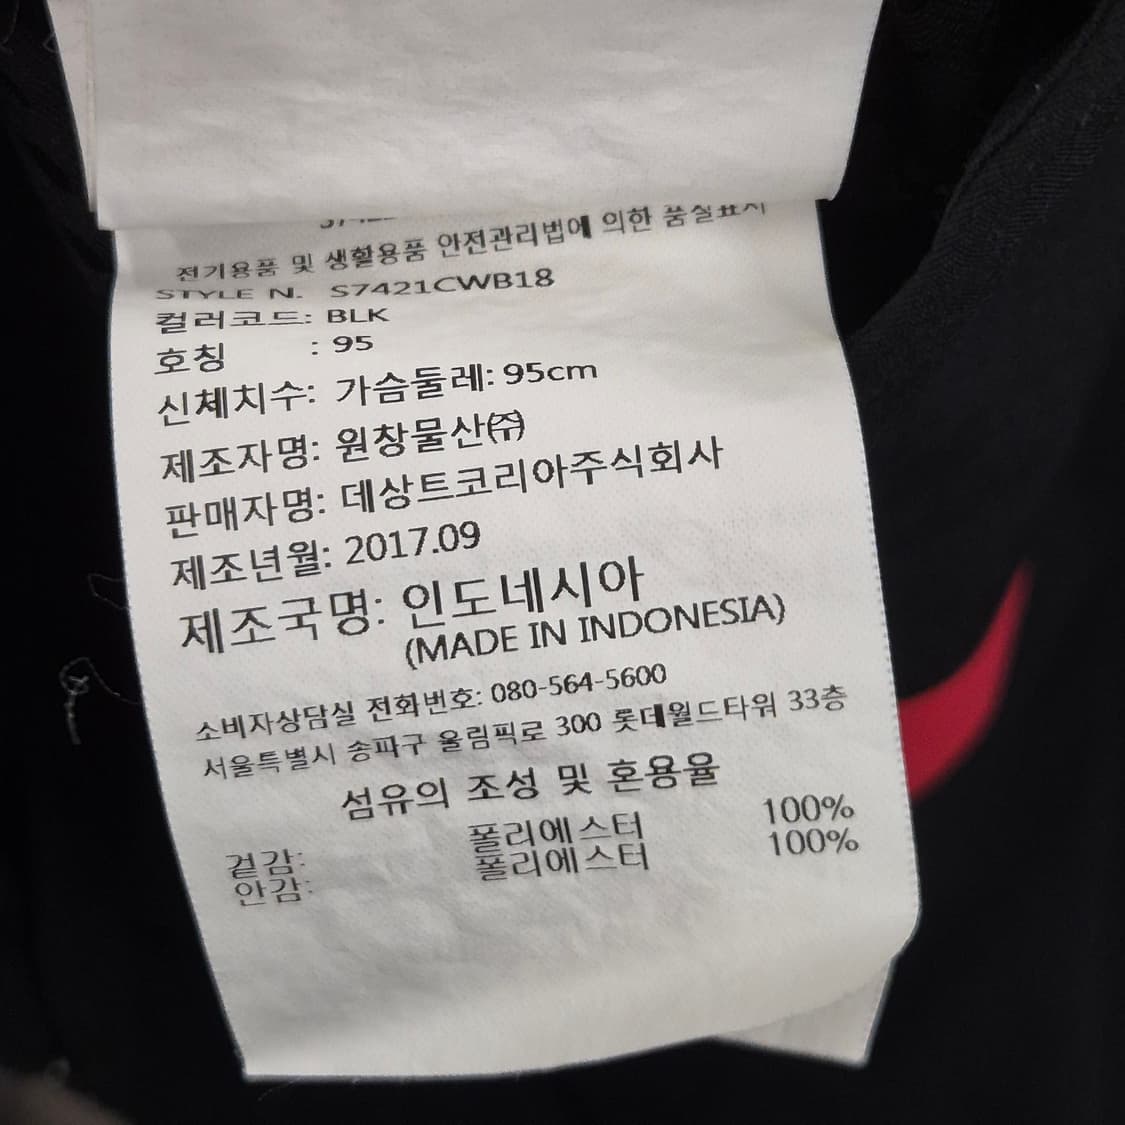 전기용품 및 생활용품 안전관리법에 의한 품질표시
STYLE N. S7421CWB18
컬러코드: BLK
호칭 : 95
신체치수: 가슴둘레: 95cm
제조자명: 원창물산㈜
판매자명: 데상트코리아주식회사
제조년월: 2017.09
제조국명: 인도네시아
(MADE IN INDONESIA)
소비자상담실 전화번호: 080-564-5600
서울특별시 송파구 올림픽로 300 롯데월드타워 33층
섬유의 조성 및 혼용율
겉감: 폴리에스터 100%
안감: 폴리에스터 100%